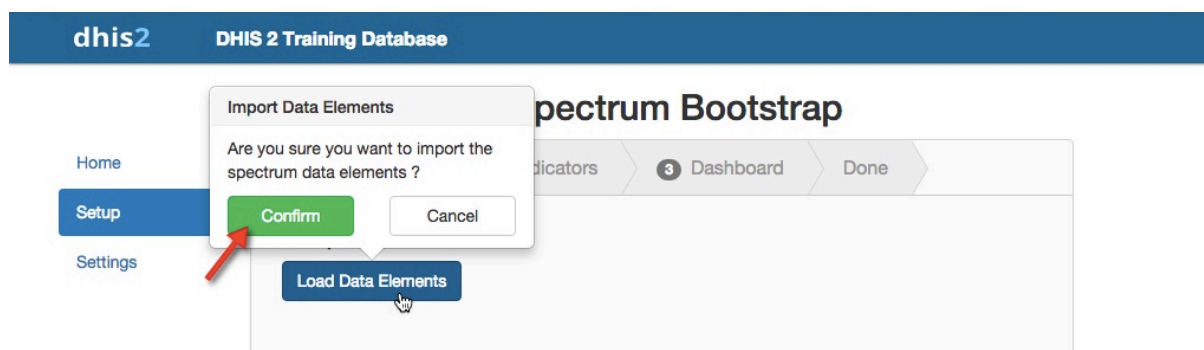 dhis2 DHIS 2 Training Database
pectrum Bootstrap
Import Data Elements
Are you sure you want to import the
spectrum data elements ?
Confirm Cancel
Home
Setup
Settings
dicators 3 Dashboard Done
Load Data Elements